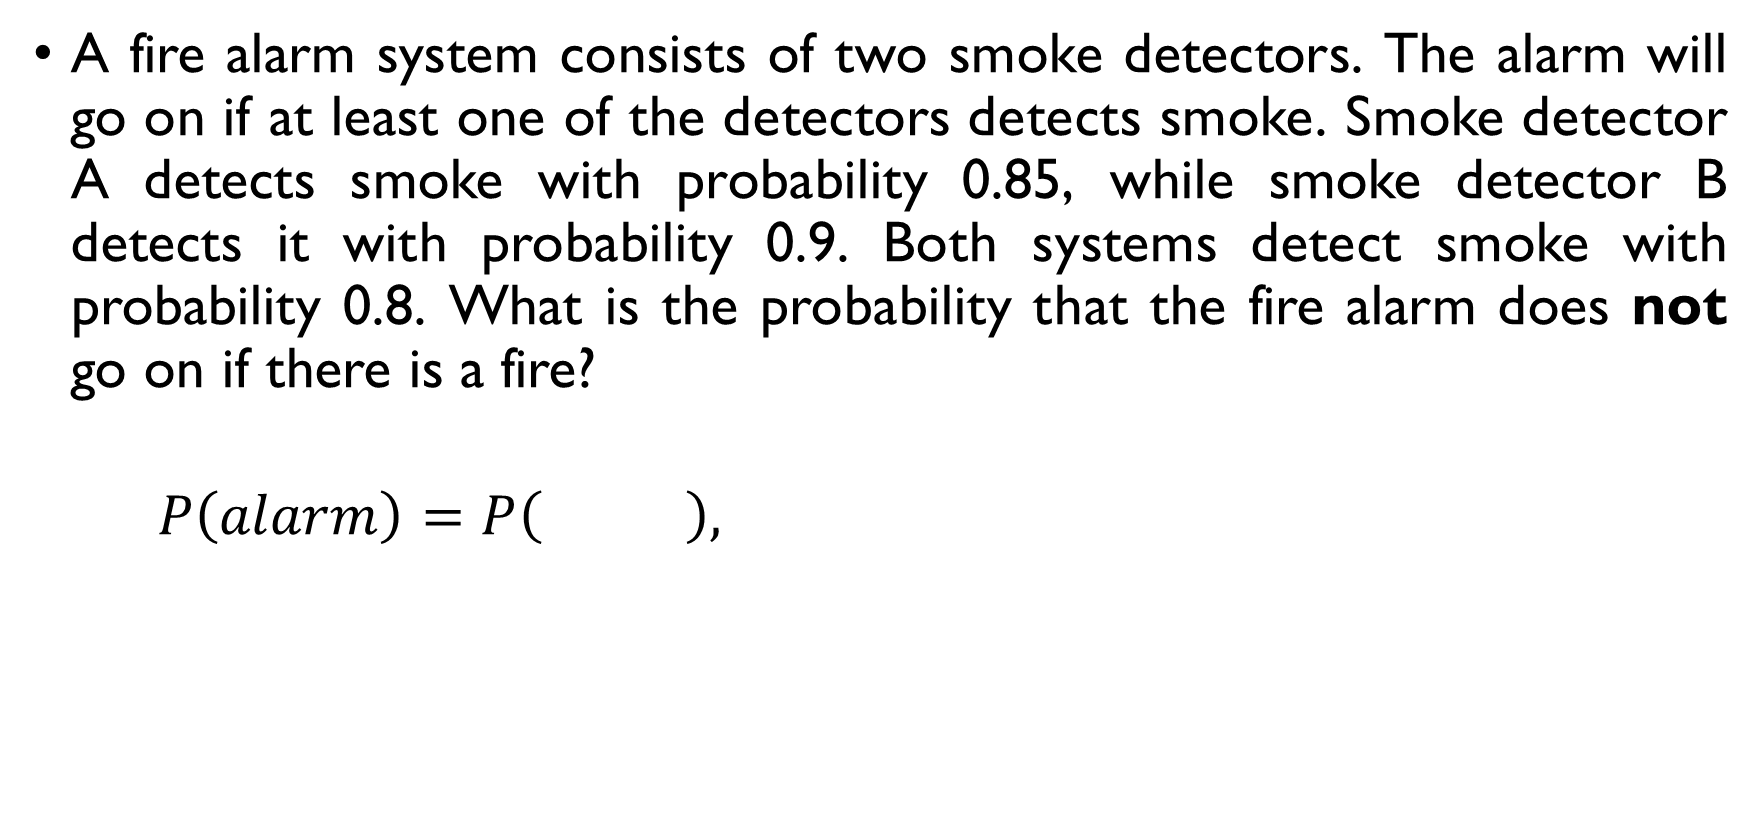 • A fire alarm system consists of two smoke detectors. The alarm will
go on if at least one of the detectors detects smoke. Smoke detector
A detects smoke with probability 0.85, while smoke detector B
detects it with probability 0.9. Both systems detect smoke with
probability 0.8. What is the probability that the fire alarm does not
go on if there is a fire?
P(alarm) = P( ),